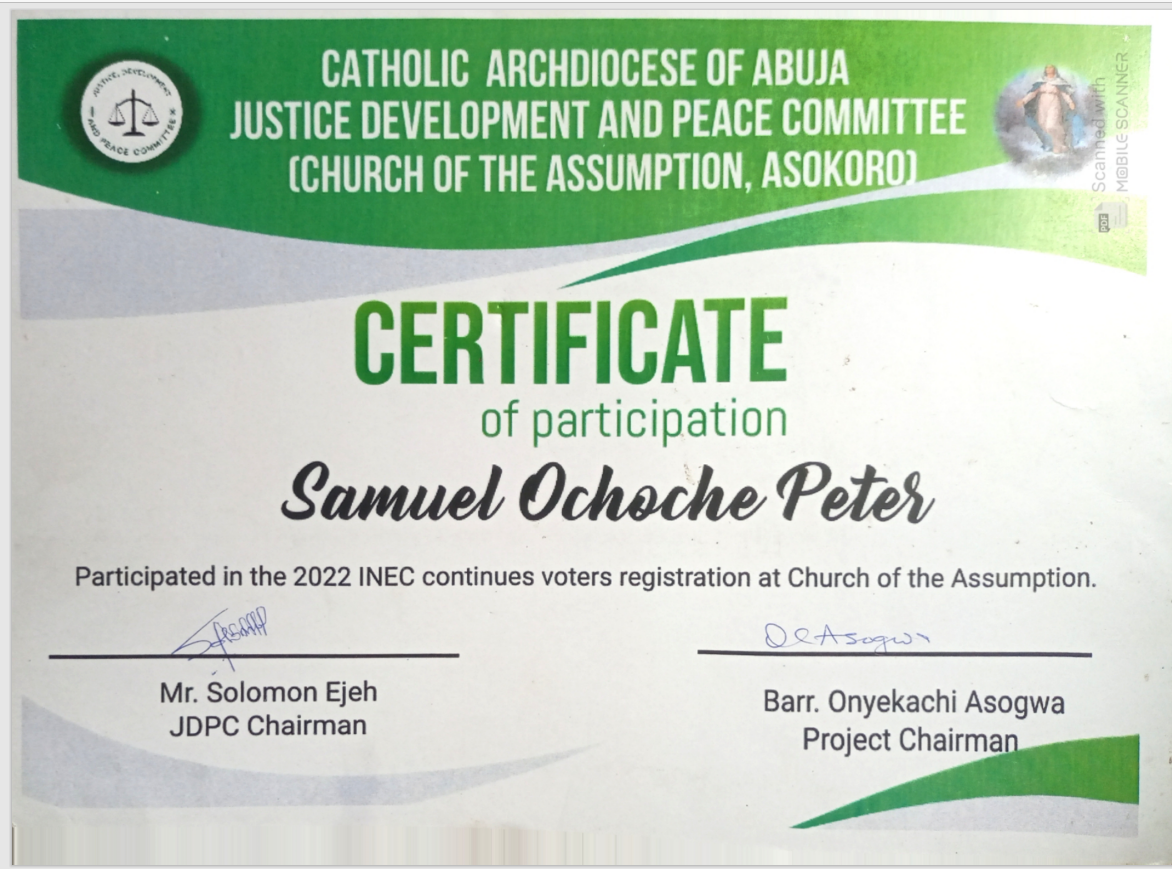 CATHOLIC ARCHDIOCESE OF ABUJA
JUSTICE DEVELOPMENT AND PEACE COMMITTEE
(CHURCH OF THE ASSUMPTION, ASOKORO)
JUSTICE, DEVELOPMENT
AND PEACE COMMITTEE
Scanned with
MOBILE SCANNER
PDF
CERTIFICATE
of participation
Samuel Ochoche Peter
Participated in the 2022 INEC continues voters registration at Church of the Assumption.
Mr. Solomon Ejeh
JDPC Chairman
Barr. Onyekachi Asogwa
Project Chairman